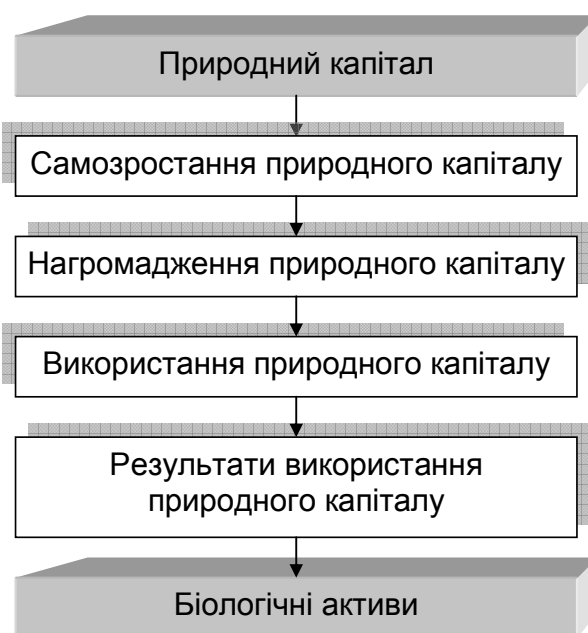 Природний капітал
Самозростання природного капіталу
Нагромадження природного капіталу
Використання природного капіталу
Результати використання
природного капіталу
Біологічні активи